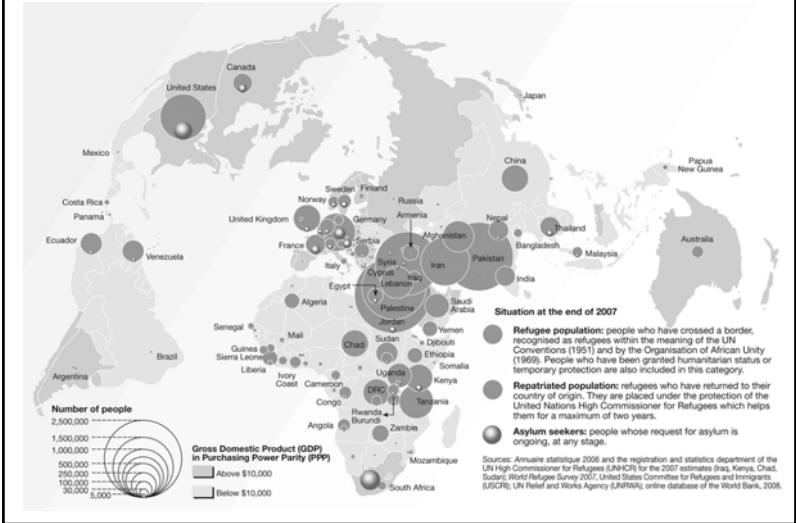 Canada
United States
Japan
Mexico
China
Papua
New Guinea
Sweden
Finland
Norway
Russia
Costa Rica
Panama
Armenia
United Kingdom
Germany
Nepal
Thailand
Ecuador
Afghanistan
Serbia
France
Bangladesh
Australia
Venezuela
Syria
Iran
Pakistan
Malaysia
Italy
Cyprus
Iraq
India
Egypt
Lebanon
Algeria
Palestine
Saudi
Arabia
Jordan
Senegal
Yemen
Mali
Sudan
Djibouti
Guinea
Chad
Ethiopia
Sierra Leone
Brazil
Somalia
Liberia
Ivory
Coast
Uganda
Cameroon
Kenya
Argentina
DRC
Congo
Tanzania
Rwanda
Burundi
Angola
Zambia
Mozambique
South Africa
Number of people
2,500,000
1,500,000
1,000,000
500,000
250,000
100,000
30,000
5,000
Gross Domestic Product (GDP)
in Purchasing Power Parity (PPP)
Above $10,000
Below $10,000
Situation at the end of 2007
Refugee population: people who have crossed a border,
recognised as refugees within the meaning of the UN
Conventions (1951) and by the Organisation of African Unity
(1969). People who have been granted humanitarian status or
temporary protection are also included in this category.
Repatriated population: refugees who have returned to their
country of origin. They are placed under the protection of the
United Nations High Commissioner for Refugees which helps
them for a maximum of two years.
Asylum seekers: people whose request for asylum is
ongoing, at any stage.
Sources: Annuaire statistique 2006 and the registration and statistics department of the
UN High Commissioner for Refugees (UNHCR) for the 2007 estimates (Iraq, Kenya, Chad,
Sudan); World Refugee Survey 2007, United States Committee for Refugees and Immigrants
(USCRI); UN Relief and Works Agency (UNRWA); online database of the World Bank, 2008.